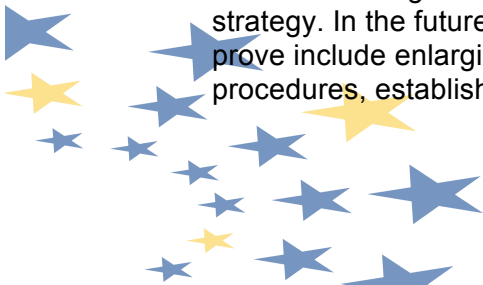 strategy. In the future
prove include enlargi
procedures, establish